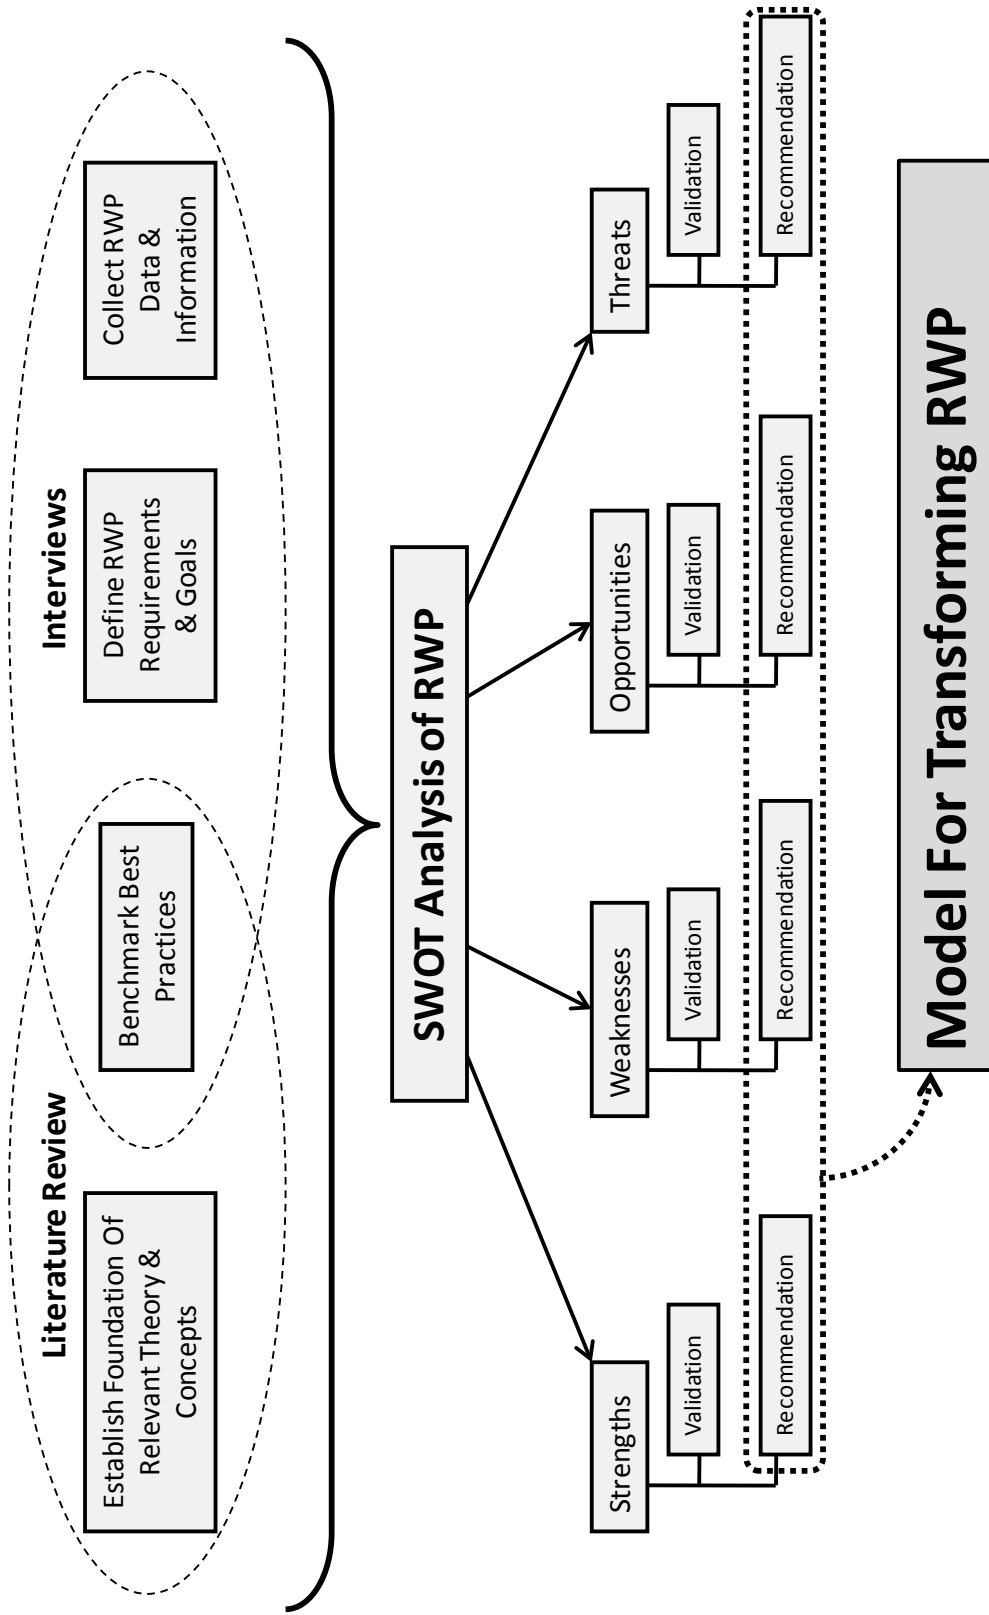 Literature Review
Interviews
Establish Foundation Of
Relevant Theory &
Concepts
Benchmark Best
Practices
Define RWP
Requirements
& Goals
Collect RWP
Data &
Information
SWOT Analysis of RWP
Strengths
Validation
Recommendation
Weaknesses
Validation
Recommendation
Opportunities
Validation
Recommendation
Threats
Validation
Recommendation
Model For Transforming RWP